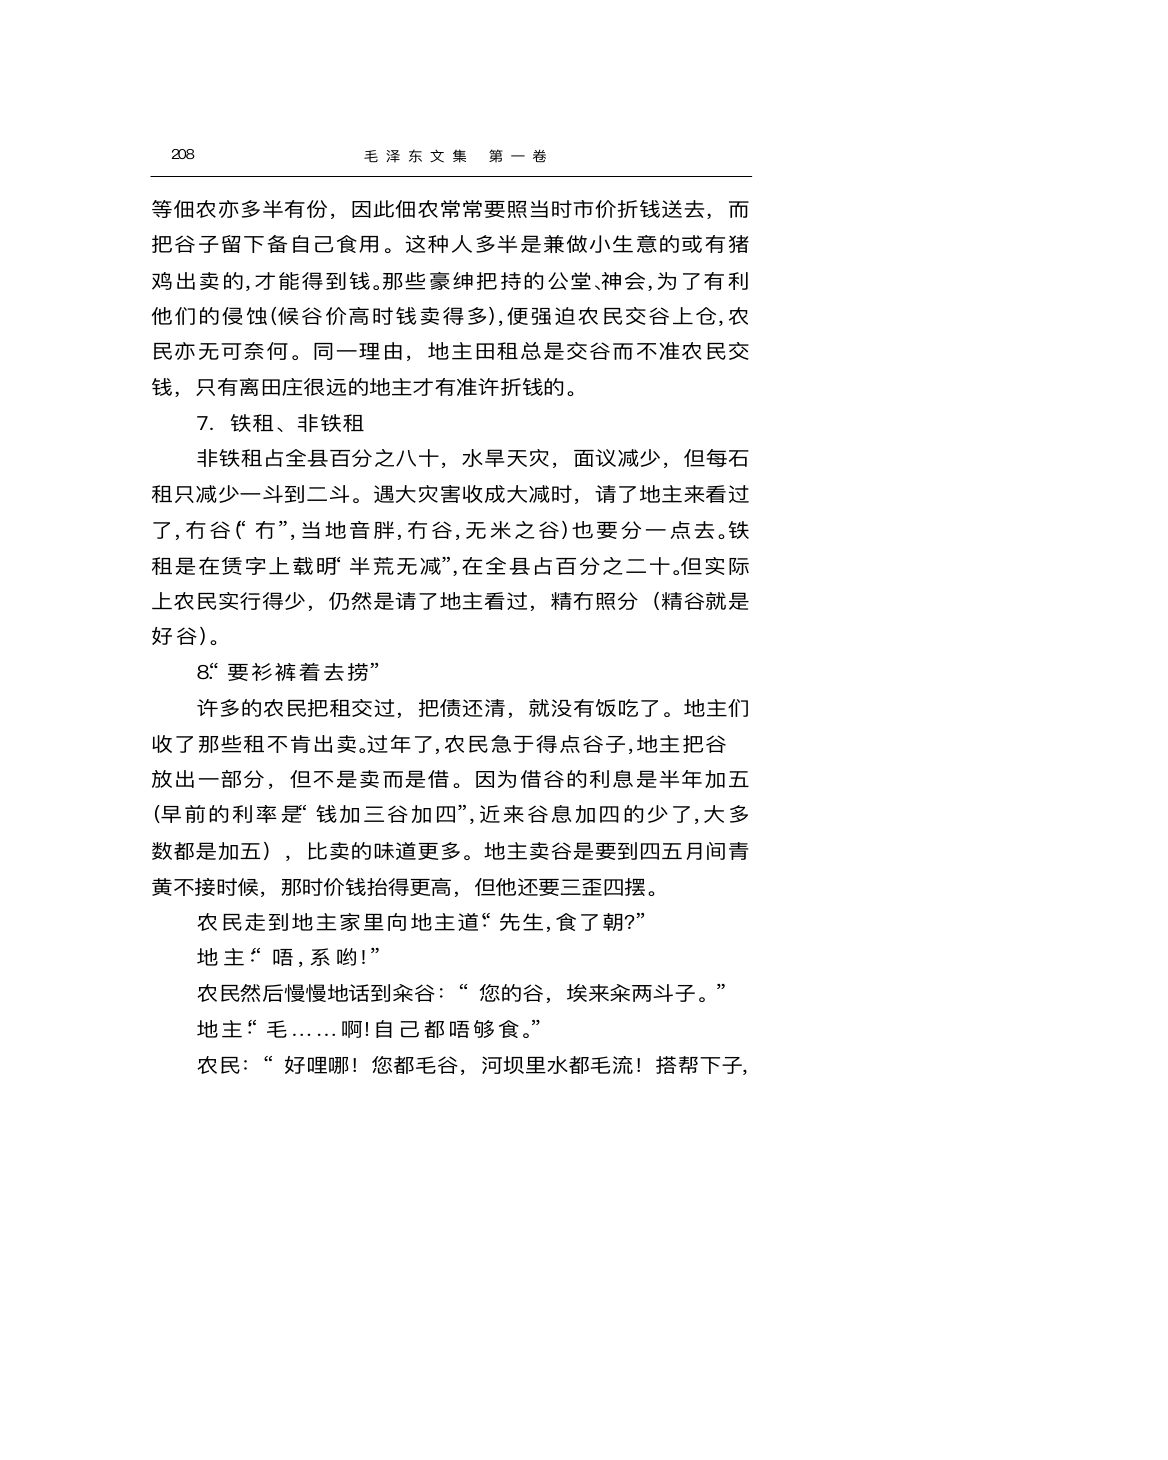 208 毛泽东文集 第一卷
等佃农亦多半有份，因此佃农常常要照当时市价折钱送去，而
把谷子留下备自己食用。这种人多半是兼做小生意的或有猪
鸡出卖的,才能得到钱。那些豪绅把持的公堂、神会,为了有利
他们的侵蚀(候谷价高时钱卖得多),便强迫农民交谷上仓,农
民亦无可奈何。同一理由，地主田租总是交谷而不准农民交
钱，只有离田庄很远的地主才有准许折钱的。
7. 铁租、非铁租
非铁租占全县百分之八十，水旱天灾，面议减少，但每石
租只减少一斗到二斗。遇大灾害收成大减时，请了地主来看过
了,冇谷(“冇”,当地音胖,冇谷,无米之谷)也要分一点去。铁
租是在赁字上载明“半荒无减”,在全县占百分之二十。但实际
上农民实行得少，仍然是请了地主看过，精冇照分（精谷就是
好谷)。
8.“要衫裤着去捞”
许多的农民把租交过，把债还清，就没有饭吃了。地主们
收了那些租不肯出卖。过年了,农民急于得点谷子,地主把谷
放出一部分，但不是卖而是借。因为借谷的利息是半年加五
(早前的利率是“钱加三谷加四”,近来谷息加四的少了,大多
数都是加五），比卖的味道更多。地主卖谷是要到四五月间青
黄不接时候，那时价钱抬得更高，但他还要三歪四摆。
农民走到地主家里向地主道:“先生,食了朝?”
地主:“唔,系哟!”
农民然后慢慢地话到籴谷：“您的谷，埃来籴两斗子。”
地主:“毛……啊!自己都唔够食。”
农民：“好哩哪！您都毛谷，河坝里水都毛流！搭帮下子,